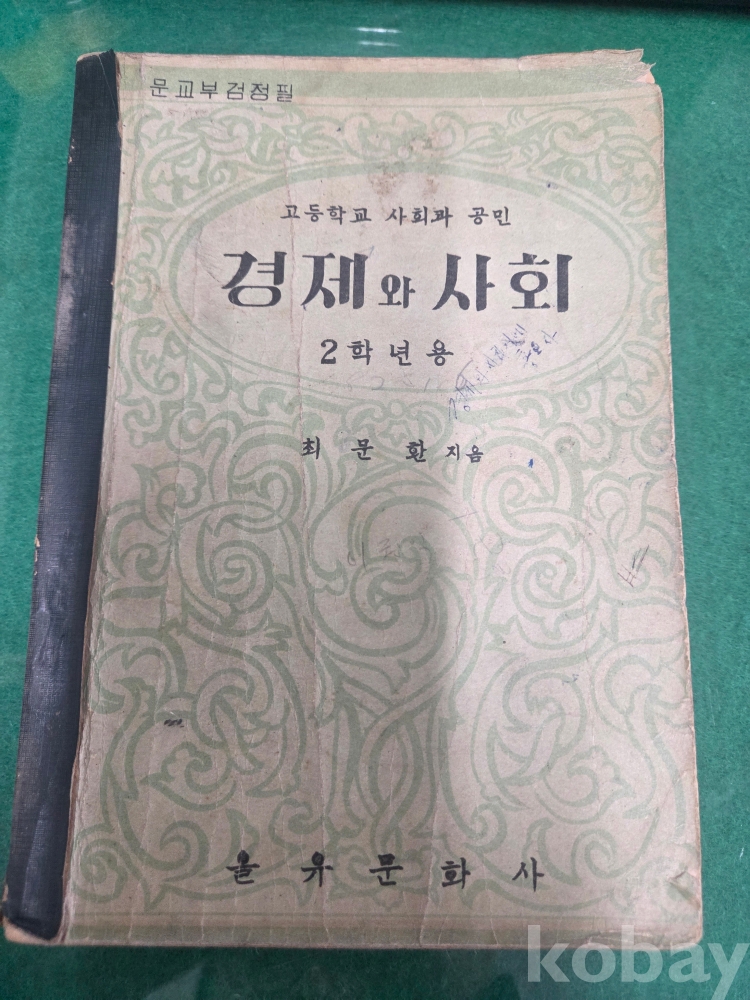 문교부검정필
고등학교 사회과 공민
경제와 사회
2학년용
최문환 지음
을유문화사
kobay